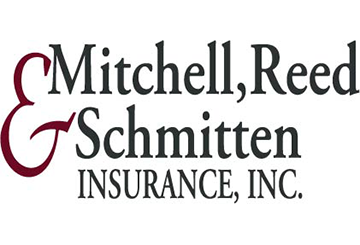 Mitchell, Reed
& Schmitten
INSURANCE, INC.